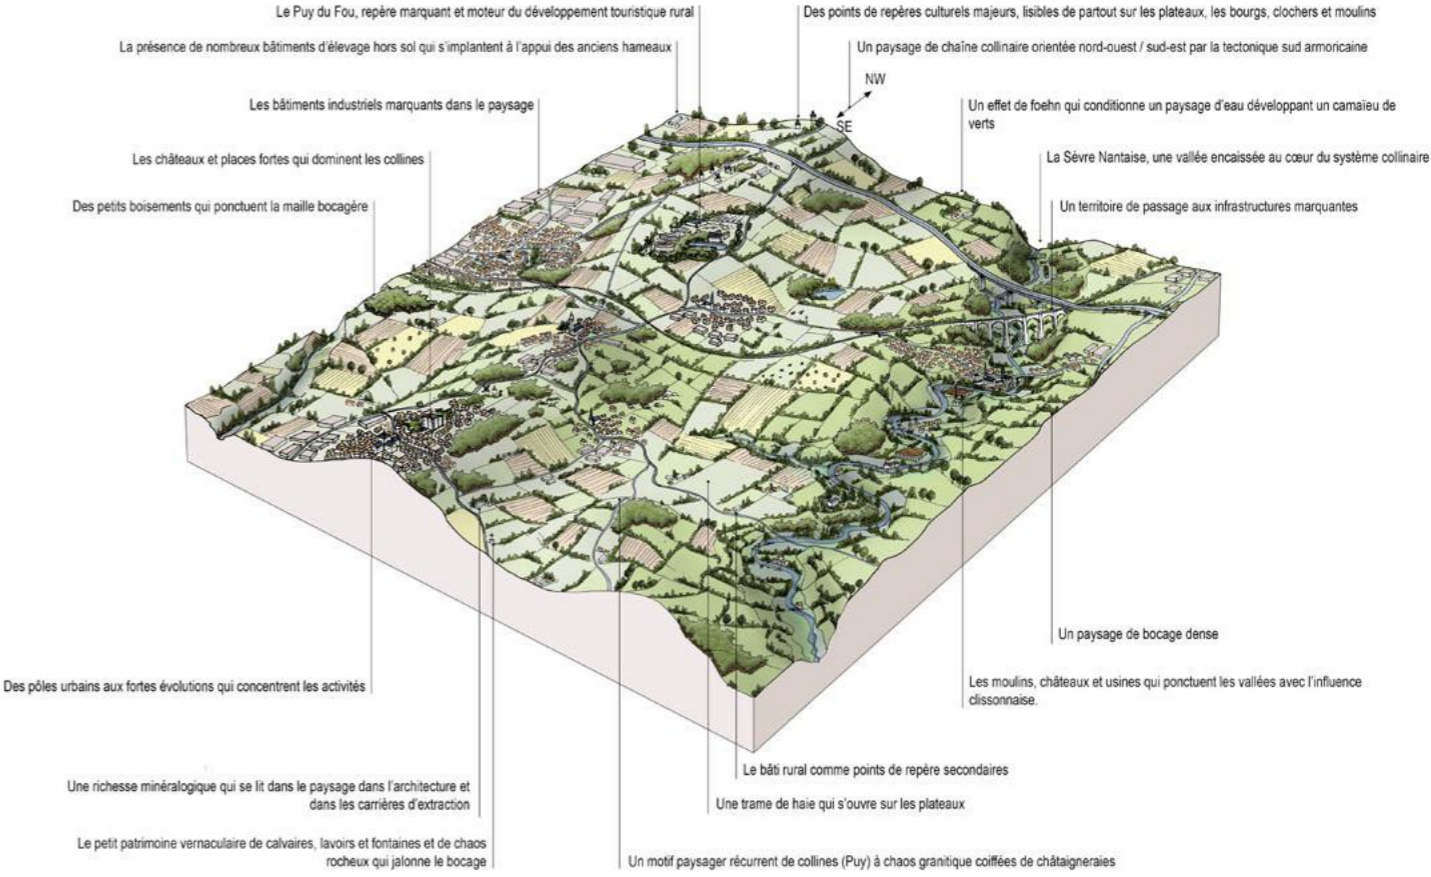 Le Puy du Fou, repère marquant et moteur du développement touristique rural
Des points de repères culturels majeurs, lisibles de partout sur les plateaux, les bourgs, clochers et moulins
La présence de nombreux bâtiments d'élevage hors sol qui s'implantent à l'appui des anciens hameaux
Un paysage de chaîne collinaire orientée nord-ouest / sud-est par la tectonique sud armoricaine
NW
SE
Les bâtiments industriels marquants dans le paysage
Un effet de foehn qui conditionne un paysage d'eau développant un camaïeu de
verts
Les châteaux et places fortes qui dominent les collines
La Sèvre Nantaise, une vallée encaissée au cœur du système collinaire
Des petits boisements qui ponctuent la maille bocagère
Un territoire de passage aux infrastructures marquantes
Un paysage de bocage dense
Des pôles urbains aux fortes évolutions qui concentrent les activités
Les moulins, châteaux et usines qui ponctuent les vallées avec l'influence
clissonnaise.
Le bâti rural comme points de repère secondaires
Une richesse minéralogique qui se lit dans le paysage dans l'architecture et
dans les carrières d'extraction
Une trame de haie qui s'ouvre sur les plateaux
Le petit patrimoine vernaculaire de calvaires, lavoirs et fontaines et de chaos
rocheux qui jalonne le bocage
Un motif paysager récurrent de collines (Puy) à chaos granitique coiffées de châtaigneraies